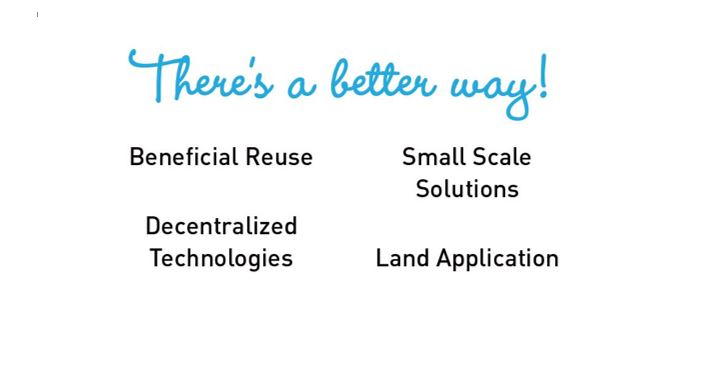 There's a better way!
Beneficial Reuse
Small Scale
Solutions
Decentralized
Technologies
Land Application